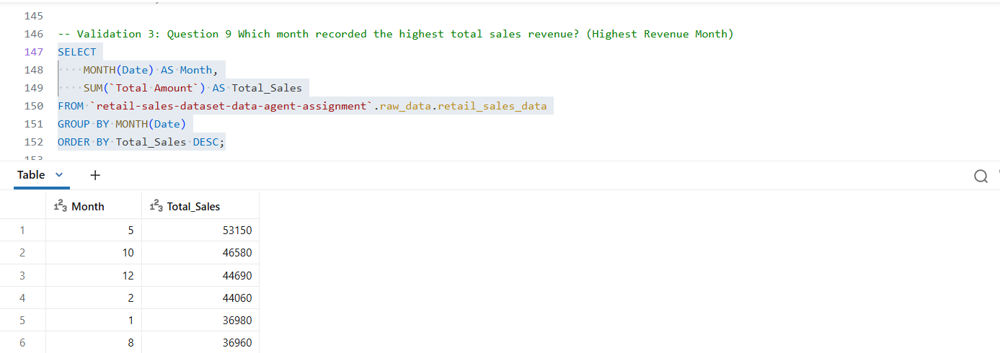 145
146 -- Validation 3: Question 9 Which month recorded the highest total sales revenue? (Highest Revenue Month)
147 SELECT
148 ····MONTH(Date)·AS·Month,
149 ····SUM(`Total·Amount`)·AS·Total_Sales
150 FROM·`retail-sales-dataset-data-agent-assignment`.raw_data.retail_sales_data
151 GROUP·BY·MONTH(Date)
152 ORDER·BY·Total_Sales·DESC;
153
Table +
Month Total_Sales
1 5 53150
2 10 46580
3 12 44690
4 2 44060
5 1 36980
6 8 36960